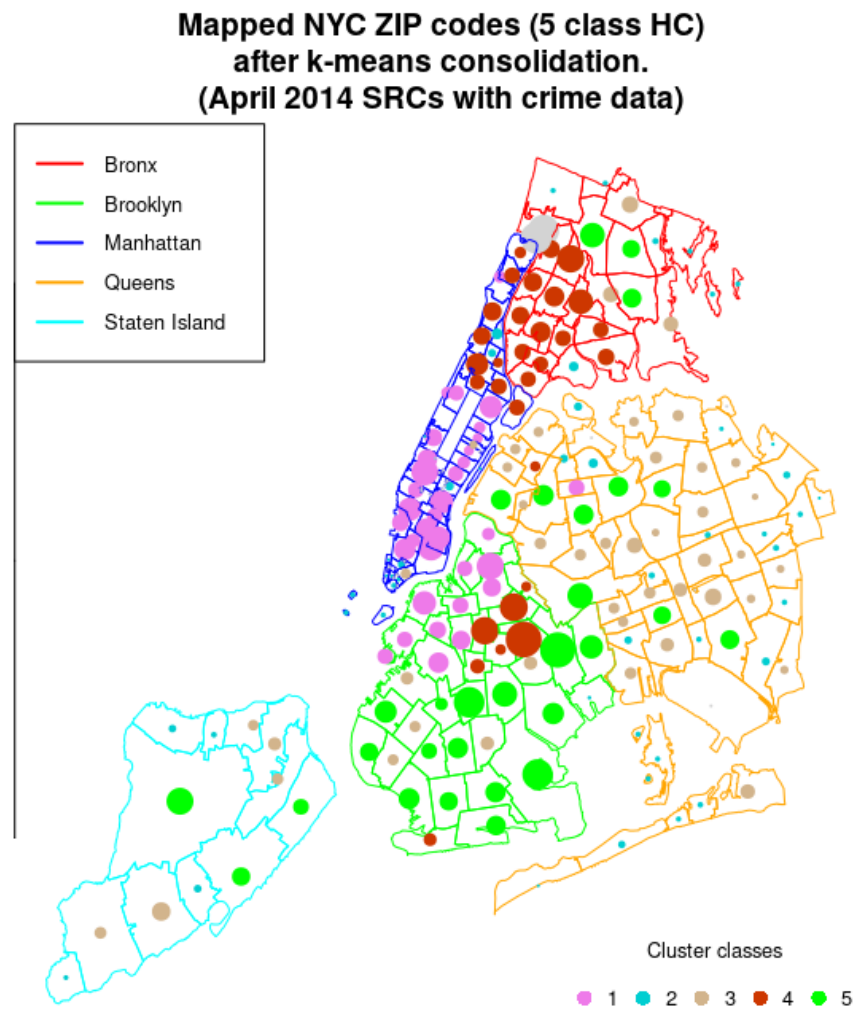 Mapped NYC ZIP codes (5 class HC)
after k-means consolidation.
(April 2014 SRCs with crime data)
Bronx
Brooklyn
Manhattan
Queens
Staten Island
Cluster classes
1 2 3 4 5